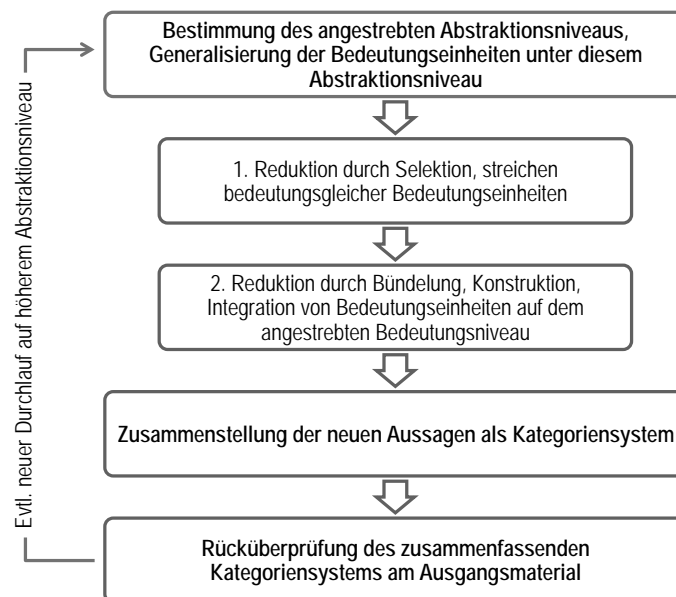 Bestimmung des angestrebten Abstraktionsniveaus,
Generalisierung der Bedeutungseinheiten unter diesem
Abstraktionsniveau
1. Reduktion durch Selektion, streichen
bedeutungsgleicher Bedeutungseinheiten
2. Reduktion durch Bündelung, Konstruktion,
Integration von Bedeutungseinheiten auf dem
angestrebten Bedeutungsniveau
Zusammenstellung der neuen Aussagen als Kategoriensystem
Rücküberprüfung des zusammenfassenden
Kategoriensystems am Ausgangsmaterial
Evtl. neuer Durchlauf auf höherem Abstraktionsniveau